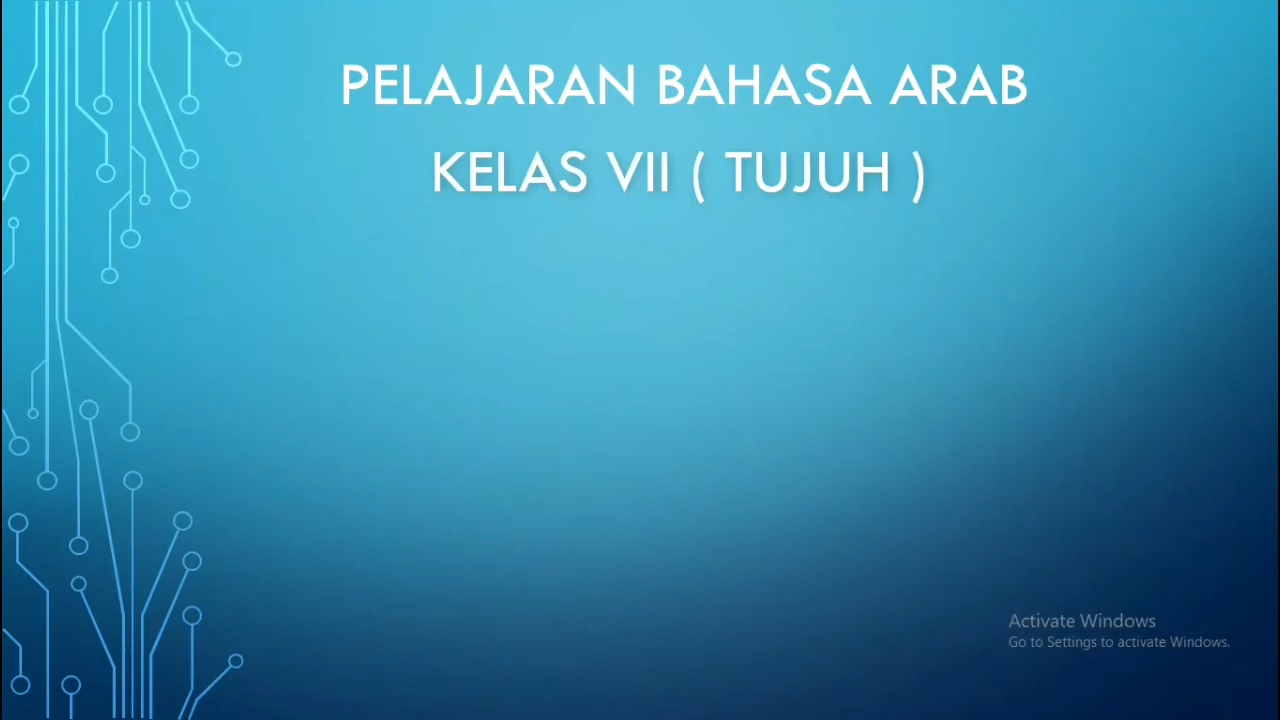 PELAJARAN BAHASA ARAB
KELAS VII ( TUJUH )
Activate Windows
Go to Settings to activate Windows.